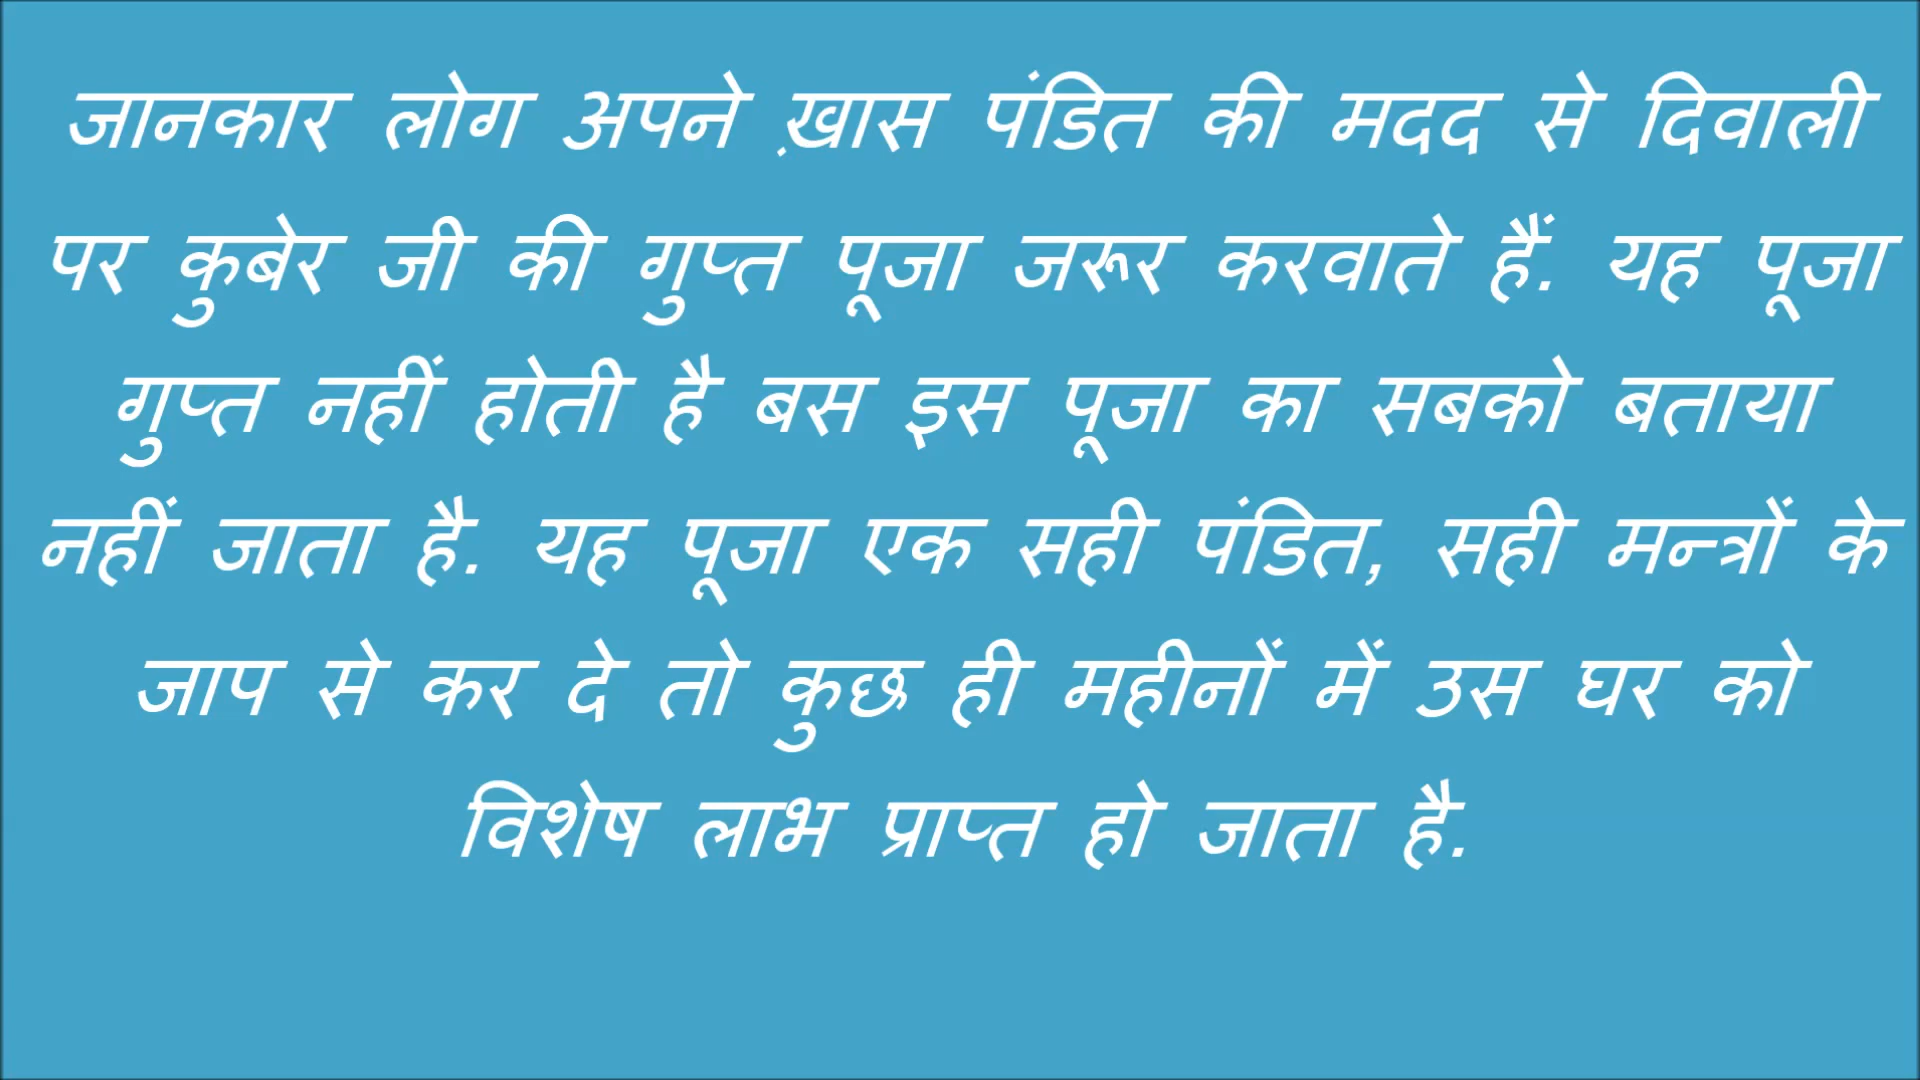 जानकार लोग अपने ख़ास पंडित की मदद से दिवाली
पर कुबेर जी की गुप्त पूजा जरूर करवाते हैं. यह पूजा
गुप्त नहीं होती है बस इस पूजा का सबको बताया
नहीं जाता है. यह पूजा एक सही पंडित, सही मन्त्रों के
जाप से कर दे तो कुछ ही महीनों में उस घर को
विशेष लाभ प्राप्त हो जाता है.